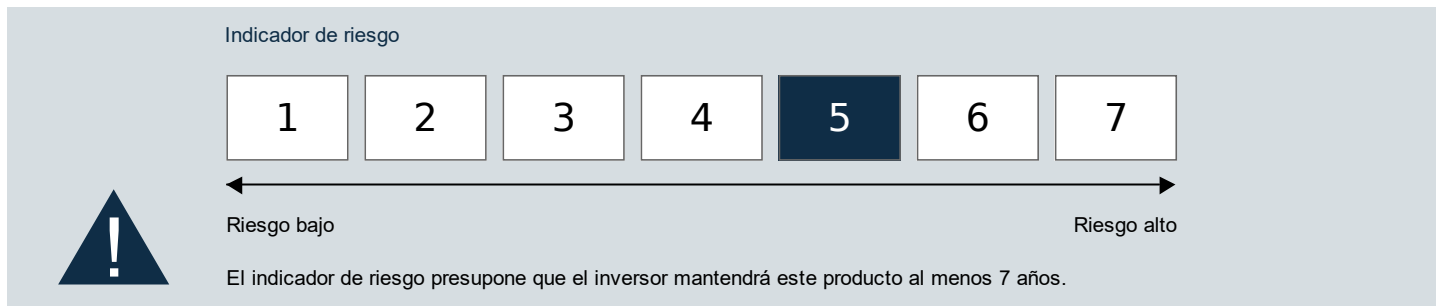 Indicador de riesgo
1 2 3 4 5 6 7
Riesgo bajo Riesgo alto
! El indicador de riesgo presupone que el inversor mantendrá este producto al menos 7 años.